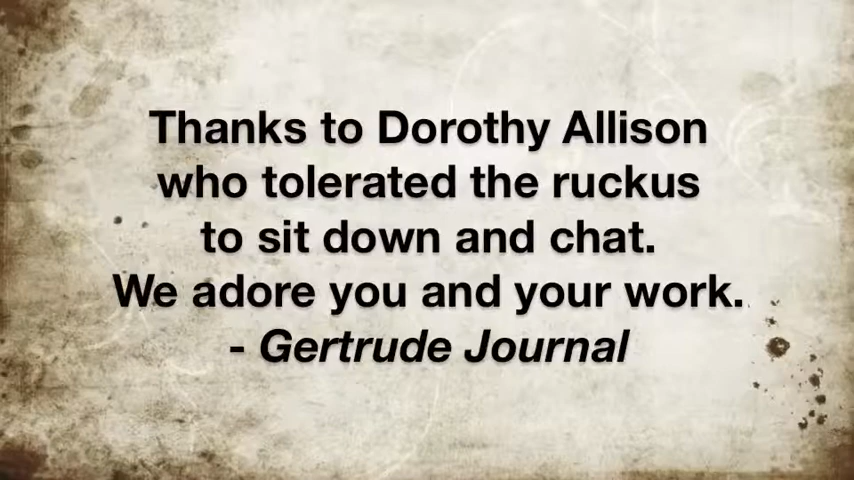 Thanks to Dorothy Allison
who tolerated the ruckus
to sit down and chat.
We adore you and your work.
- Gertrude Journal